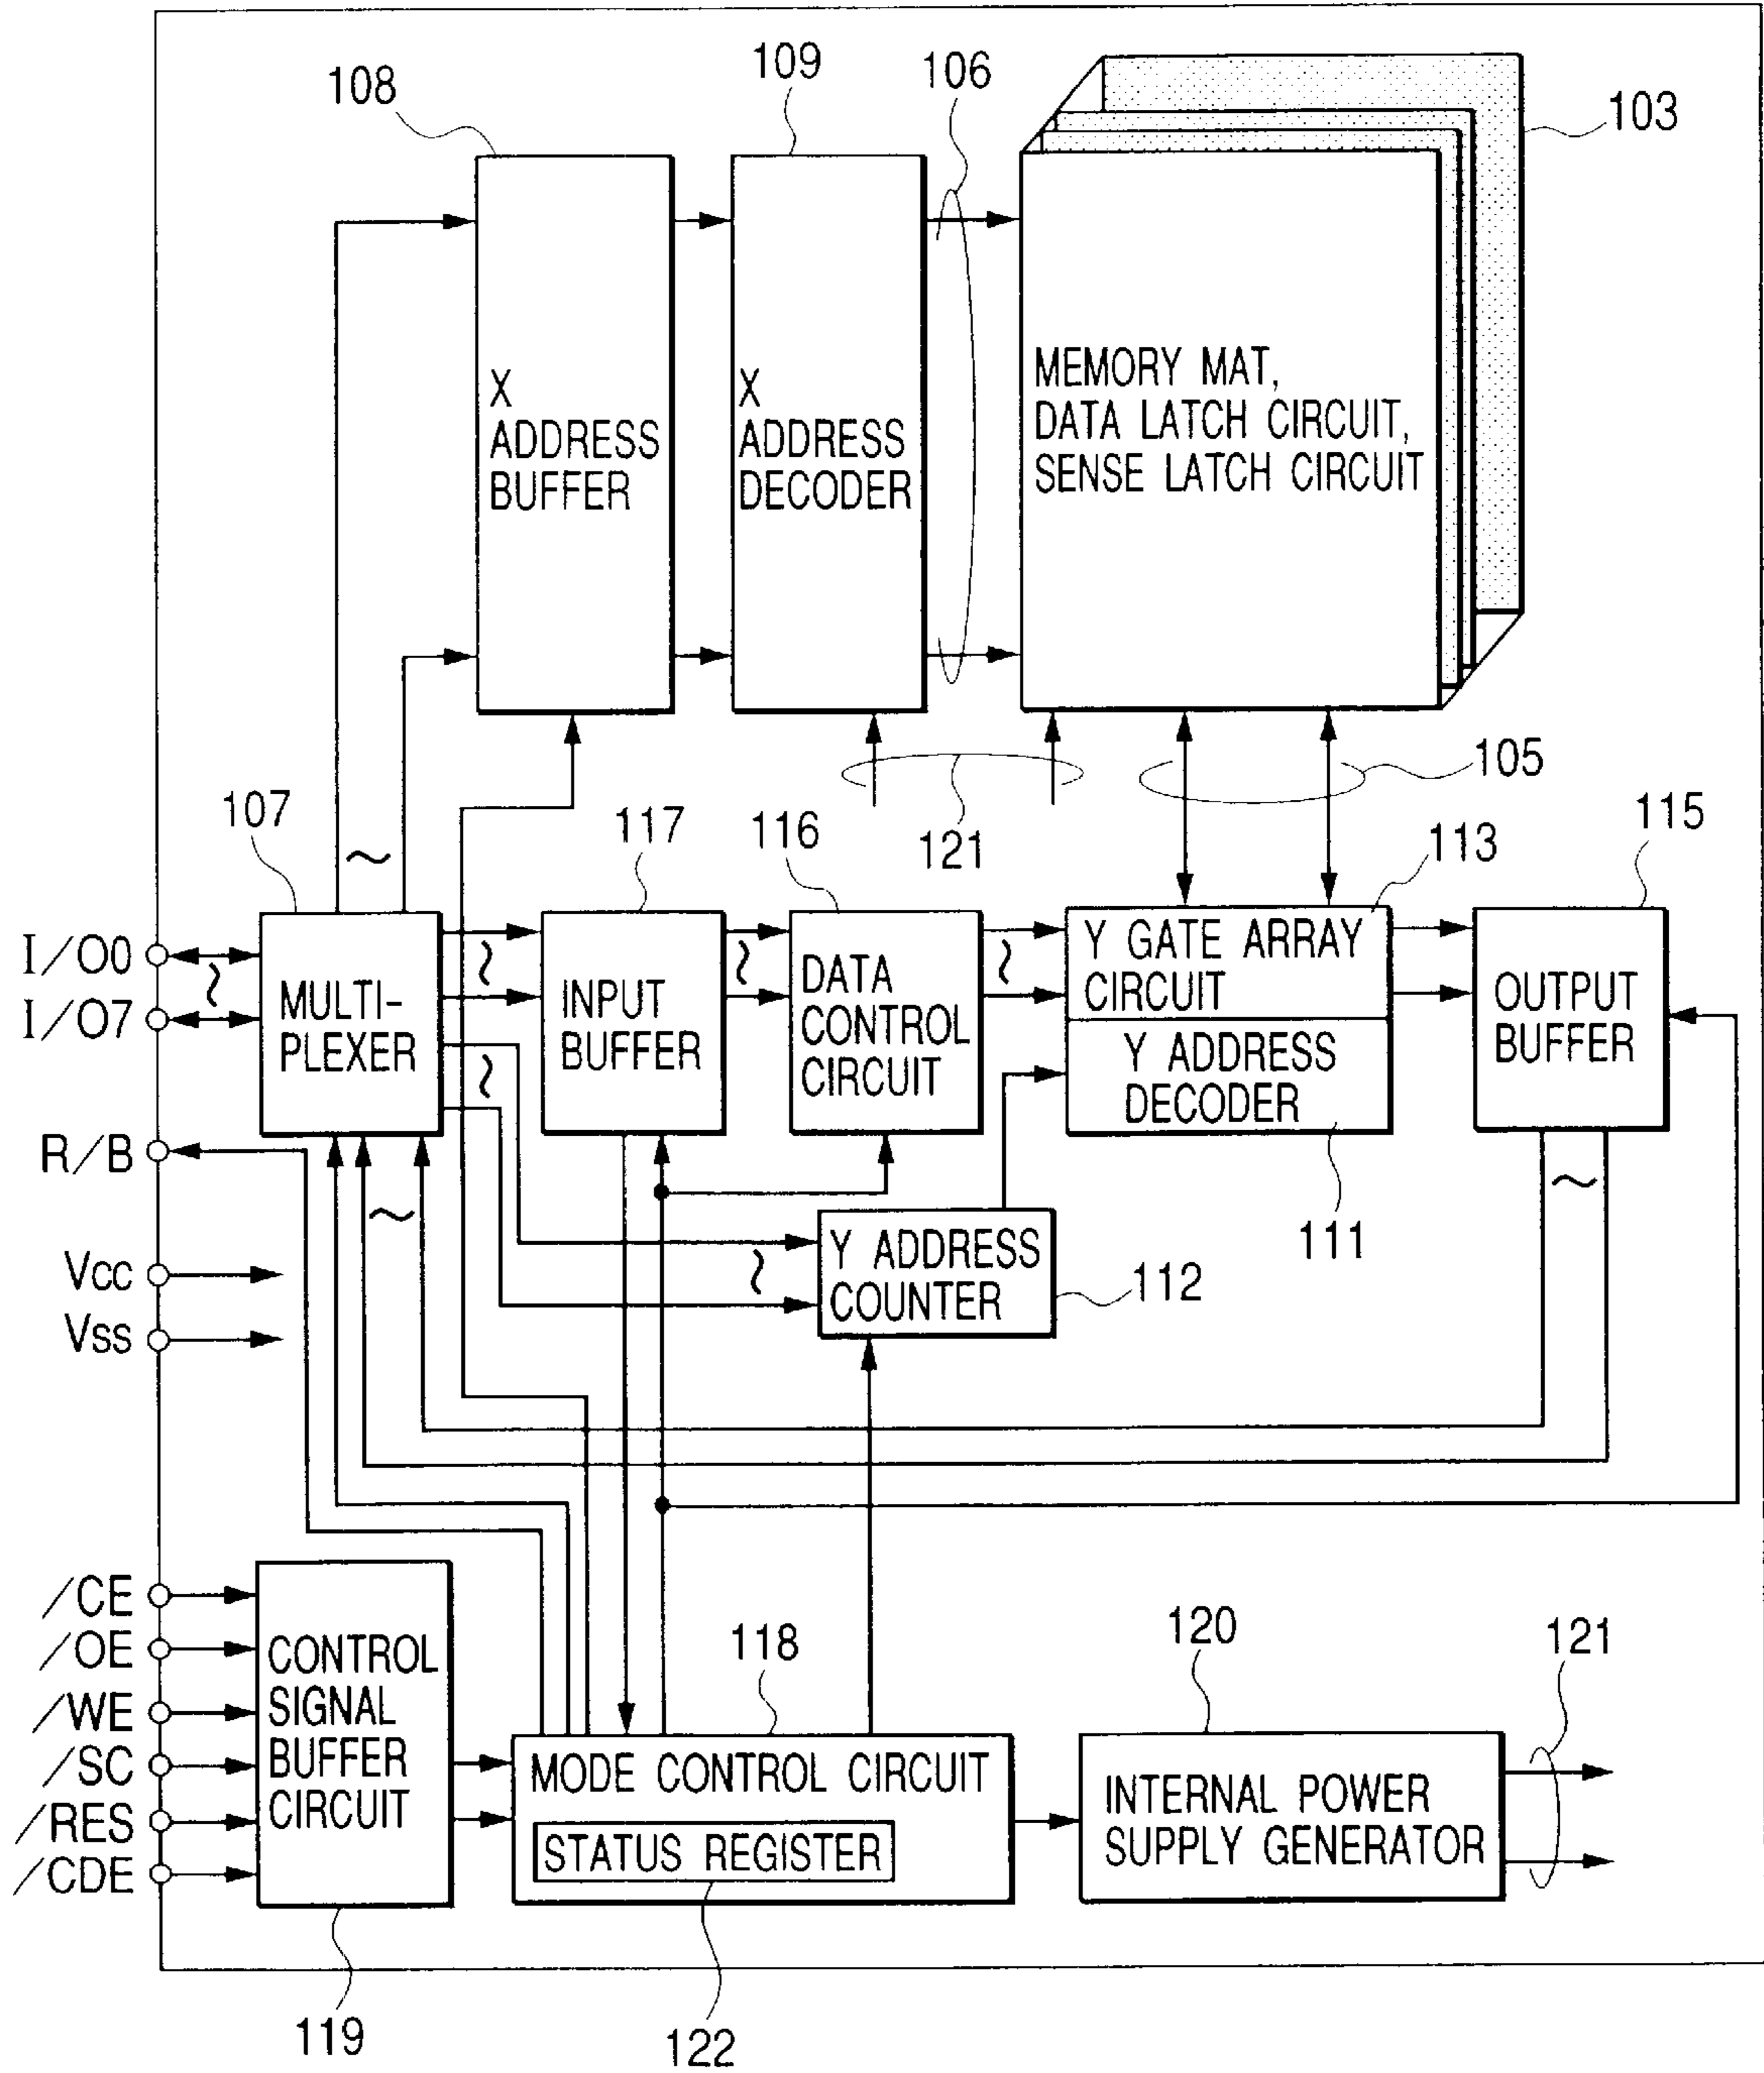 109
106
108
103
X
ADDRESS
BUFFER
X
ADDRESS
DECODER
MEMORY MAT,
DATA LATCH CIRCUIT,
SENSE LATCH CIRCUIT
107
117
116
121
105
113
115
I/O0
I/O7
MULTI-
PLEXER
INPUT
BUFFER
DATA
CONTROL
CIRCUIT
Y GATE ARRAY
CIRCUIT
Y ADDRESS
DECODER
OUTPUT
BUFFER
R/B
111
Y ADDRESS
COUNTER
112
Vcc
Vss
/CE
/OE
/WE
/SC
/RES
/CDE
CONTROL
SIGNAL
BUFFER
CIRCUIT
118
120
121
MODE CONTROL CIRCUIT
STATUS REGISTER
INTERNAL POWER
SUPPLY GENERATOR
119
122